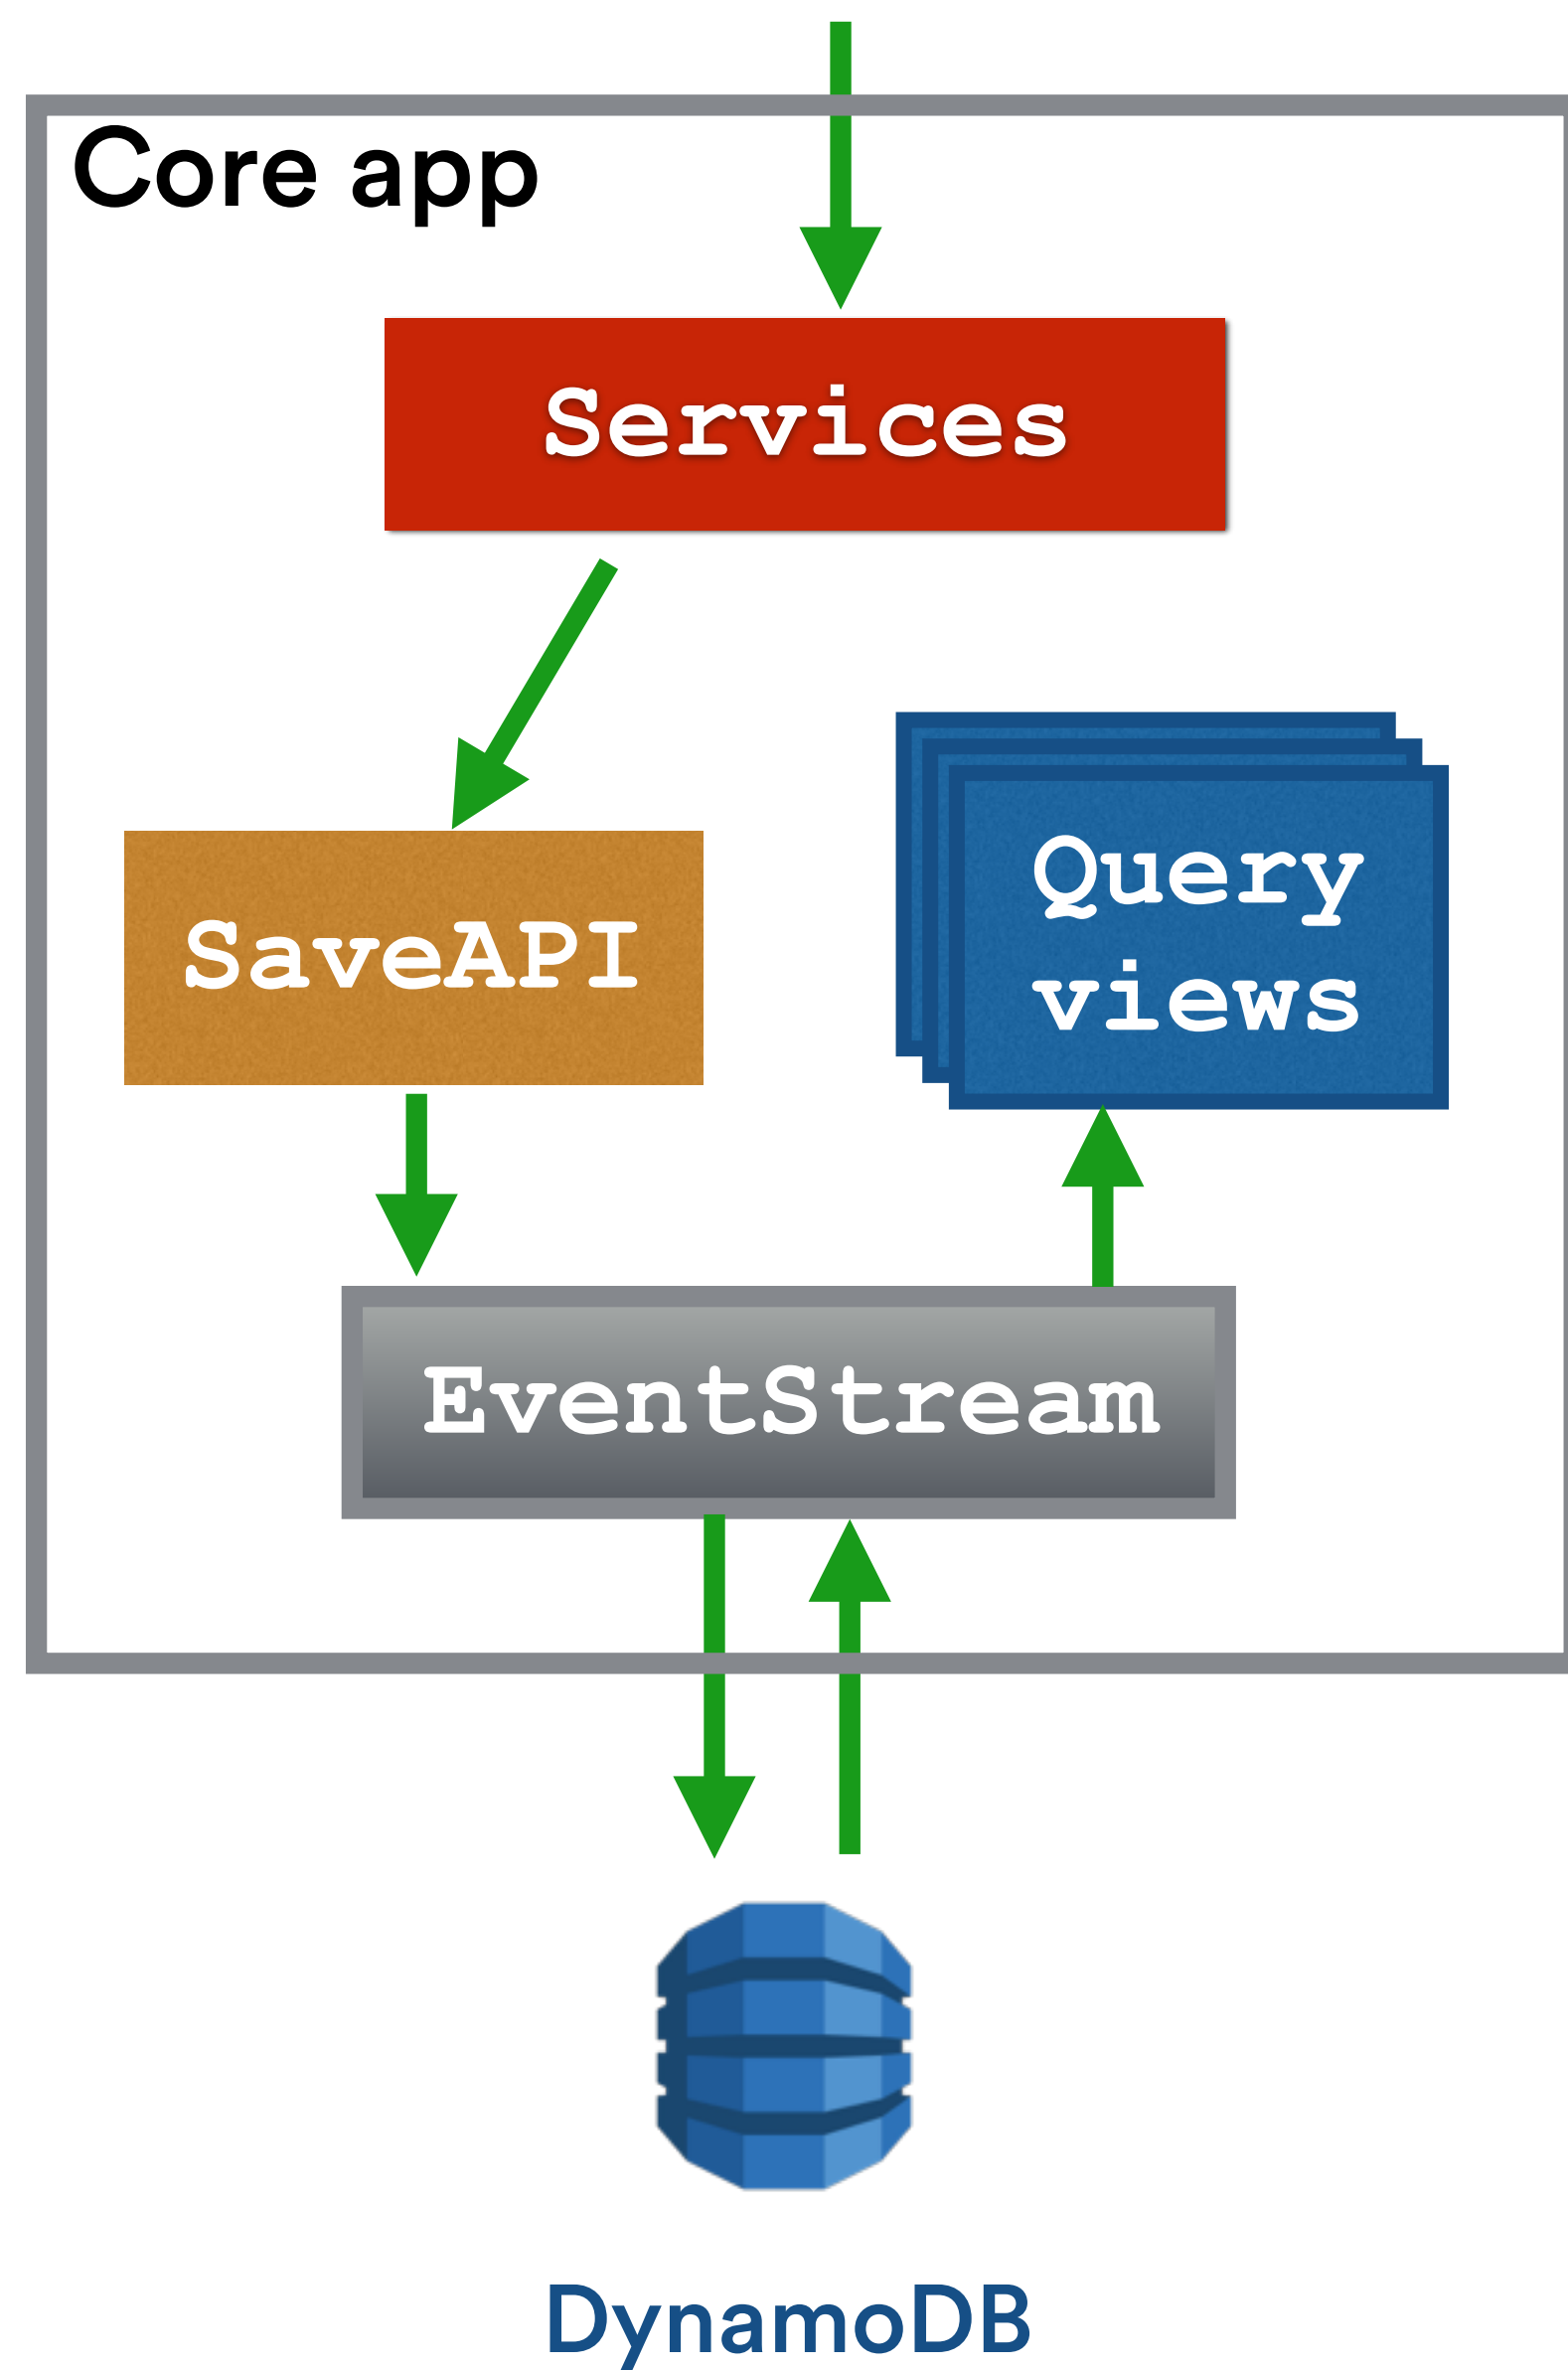 Core app
Services
SaveAPI
Query
views
EventStream
DynamoDB